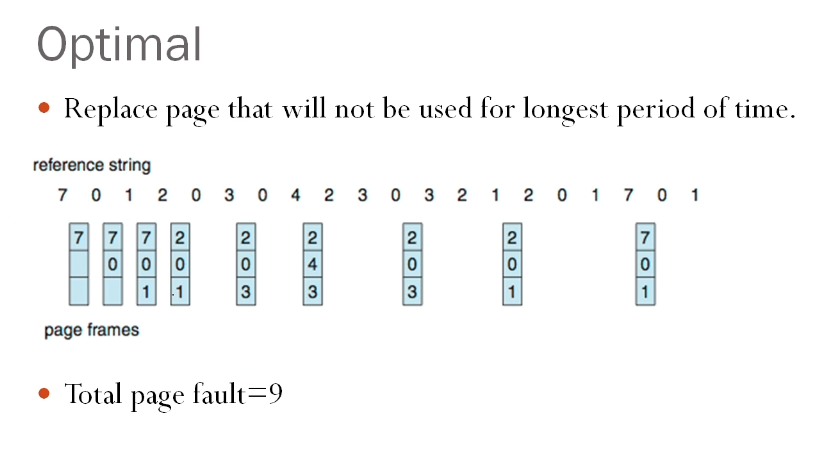 Optimal
• Replace page that will not be used for longest period of time.
reference string
7 0 1 2 0 3 0 4 2 3 0 3 2 1 2 0 1 7 0 1
7 7 7 2 2 2 2 2 7
0 0 0 0 4 0 0 0
1 1 3 3 3 1 1
page frames
• Total page fault=9